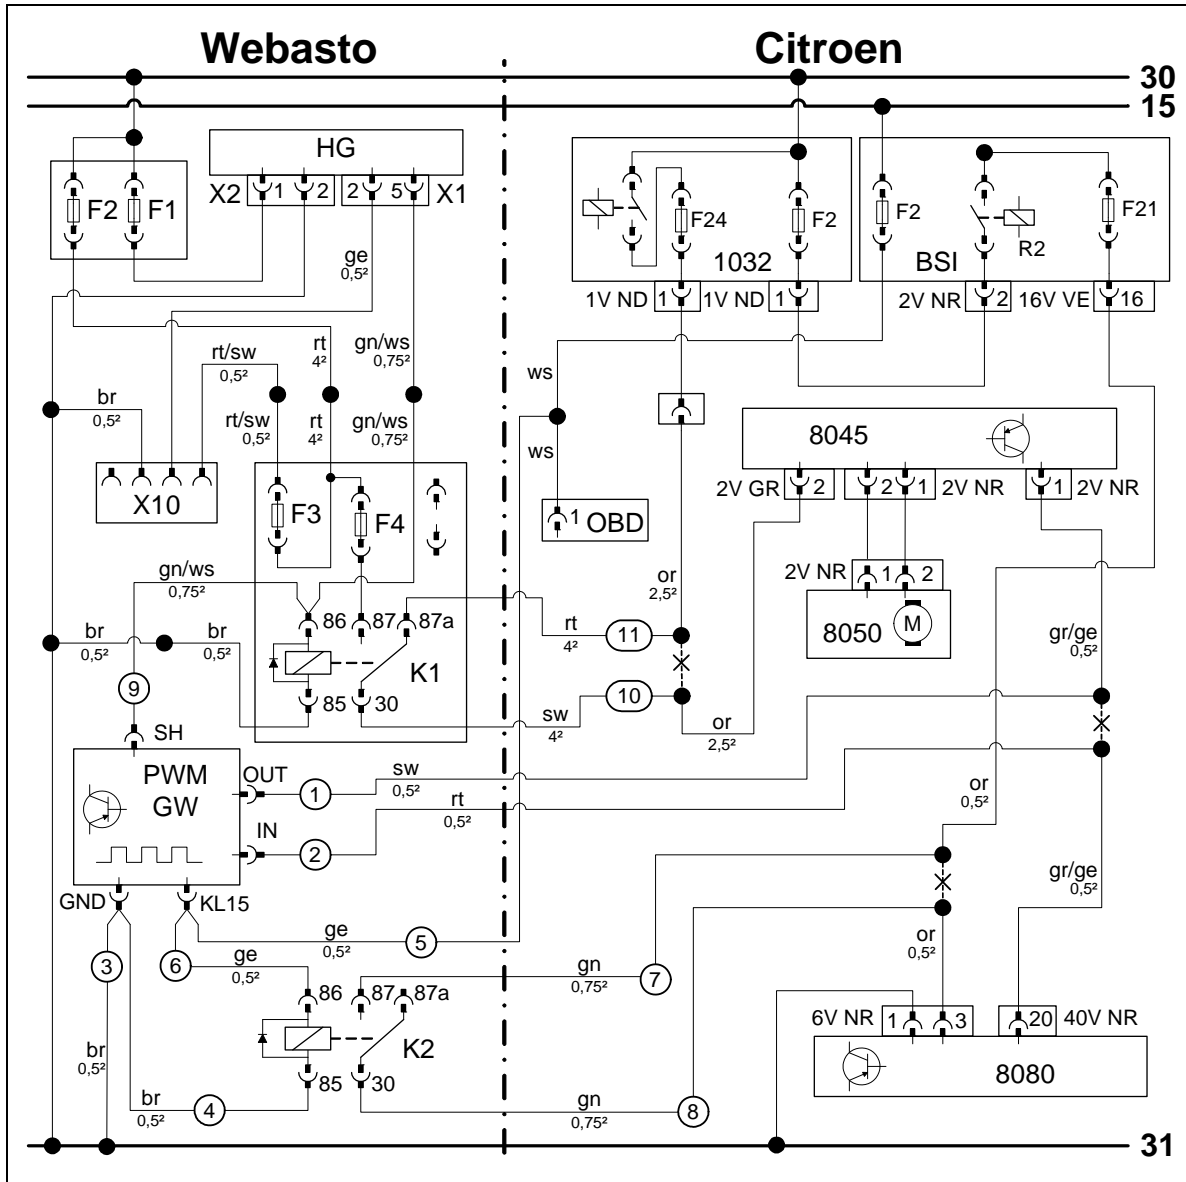 Webasto Citroen
30
15
HG
X2 1 2 2 5 X1
F2 F1
ge
0,5²
F24 F2 F2 R2 F21
1032 BSI
1V ND 1 1V ND 1 2V NR 2 16V VE 16
rt/sw
0,5²
rt
4²
gn/ws
0,75²
ws
br
0,5²
rt/sw
0,5²
rt
4²
gn/ws
0,75²
ws
8045
2V GR 2 2 1 2V NR 1 2V NR
X10
F3 F4
1 OBD
gn/ws
0,75²
or
2,5²
2V NR 1 2
8050 M
86 87 87a
br
0,5²
br
0,5²
rt
4²
11
gr/ge
0,5²
K1
9
85 30
10
sw
4²
or
2,5²
SH
PWM
GW
OUT
1
sw
0,5²
or
0,5²
IN
2
rt
0,5²
gr/ge
0,5²
GND KL15
3
6
ge
0,5²
ge
0,5²
5
or
0,5²
gn
0,75²
7
86 87 87a
6V NR 1 3 20 40V NR
K2
br
0,5²
8080
85 30
br
0,5²
4
gn
0,75²
8
31